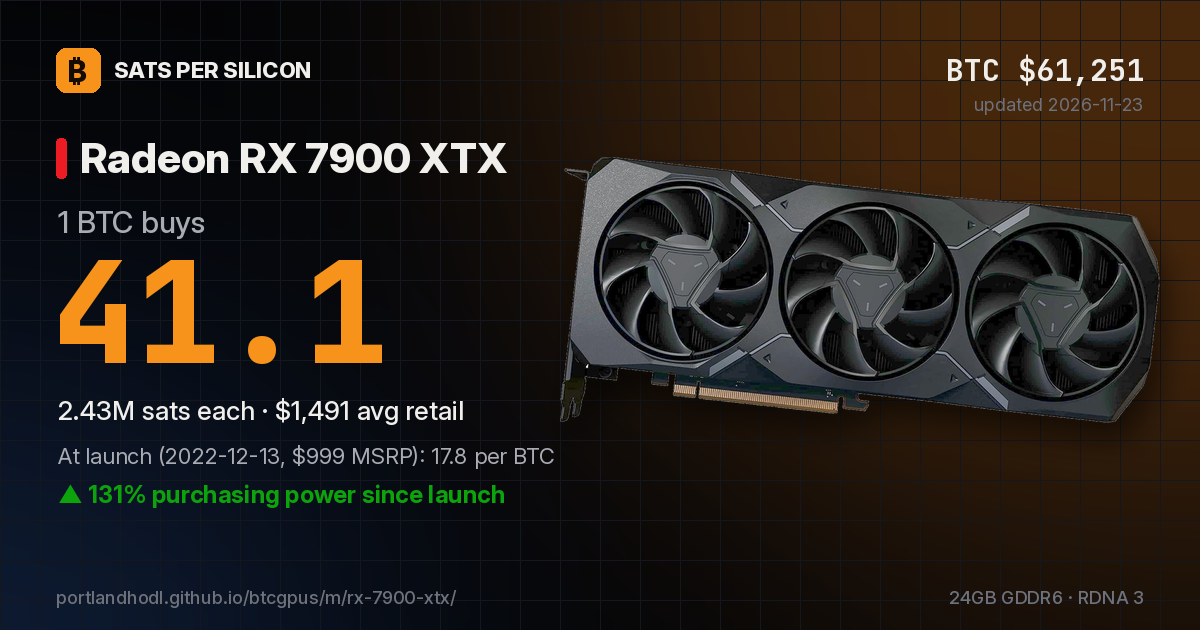 ₿ SATS PER SILICON
BTC $61,251
updated 2026-11-23
Radeon RX 7900 XTX
1 BTC buys
41.1
2.43M sats each · $1,491 avg retail
At launch (2022-12-13, $999 MSRP): 17.8 per BTC
▲ 131% purchasing power since launch
portlandhodl.github.io/btcgpus/m/rx-7900-xtx/
24GB GDDR6 · RDNA 3